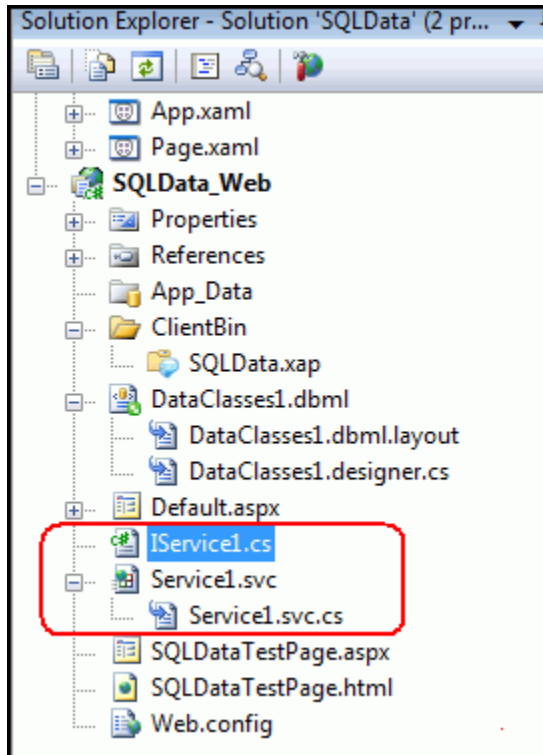 Solution Explorer - Solution 'SQLData' (2 pr...
App.xaml
Page.xaml
SQLData_Web
Properties
References
App_Data
ClientBin
SQLData.xap
DataClasses1.dbml
DataClasses1.dbml.layout
DataClasses1.designer.cs
Default.aspx
IService1.cs
Service1.svc
Service1.svc.cs
SQLDataTestPage.aspx
SQLDataTestPage.html
Web.config